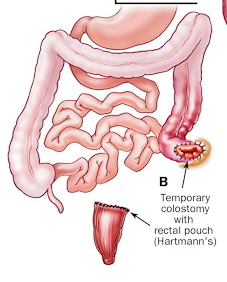 B
Temporary
colostomy
with
rectal pouch
(Hartmann's)